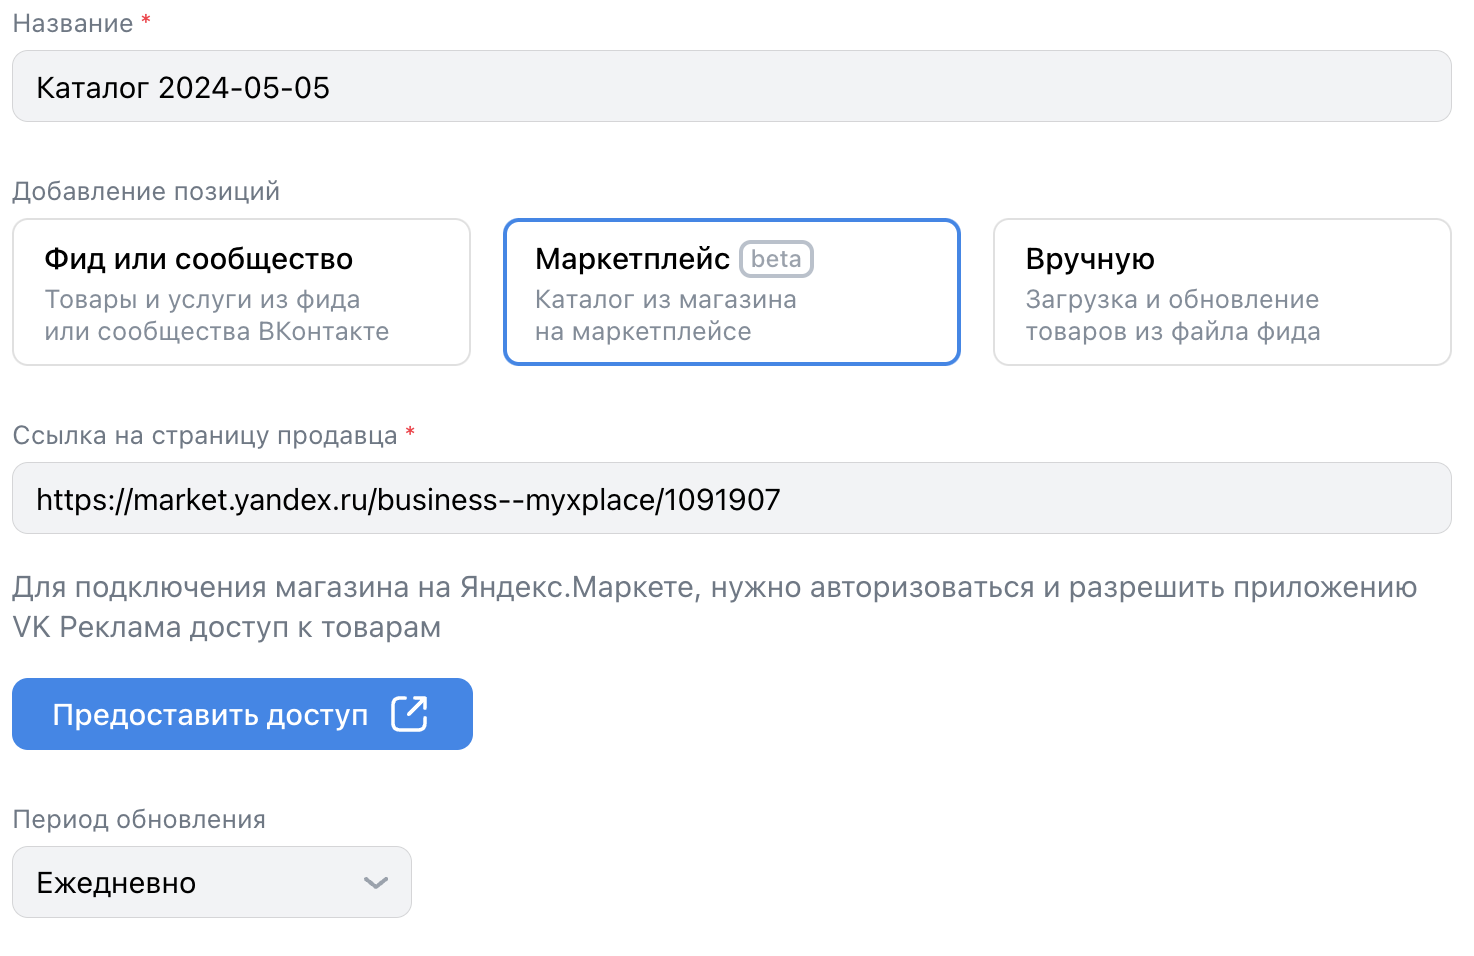 Название *
Каталог 2024-05-05
Добавление позиций
Фид или сообщество
Товары и услуги из фида
или сообщества ВКонтакте
Маркетплейс beta
Каталог из магазина
на маркетплейсе
Вручную
Загрузка и обновление
товаров из файла фида
Ссылка на страницу продавца *
https://market.yandex.ru/business--myxplace/1091907
Для подключения магазина на Яндекс.Маркете, нужно авторизоваться и разрешить приложению
VK Реклама доступ к товарам
Предоставить доступ
Период обновления
Ежедневно